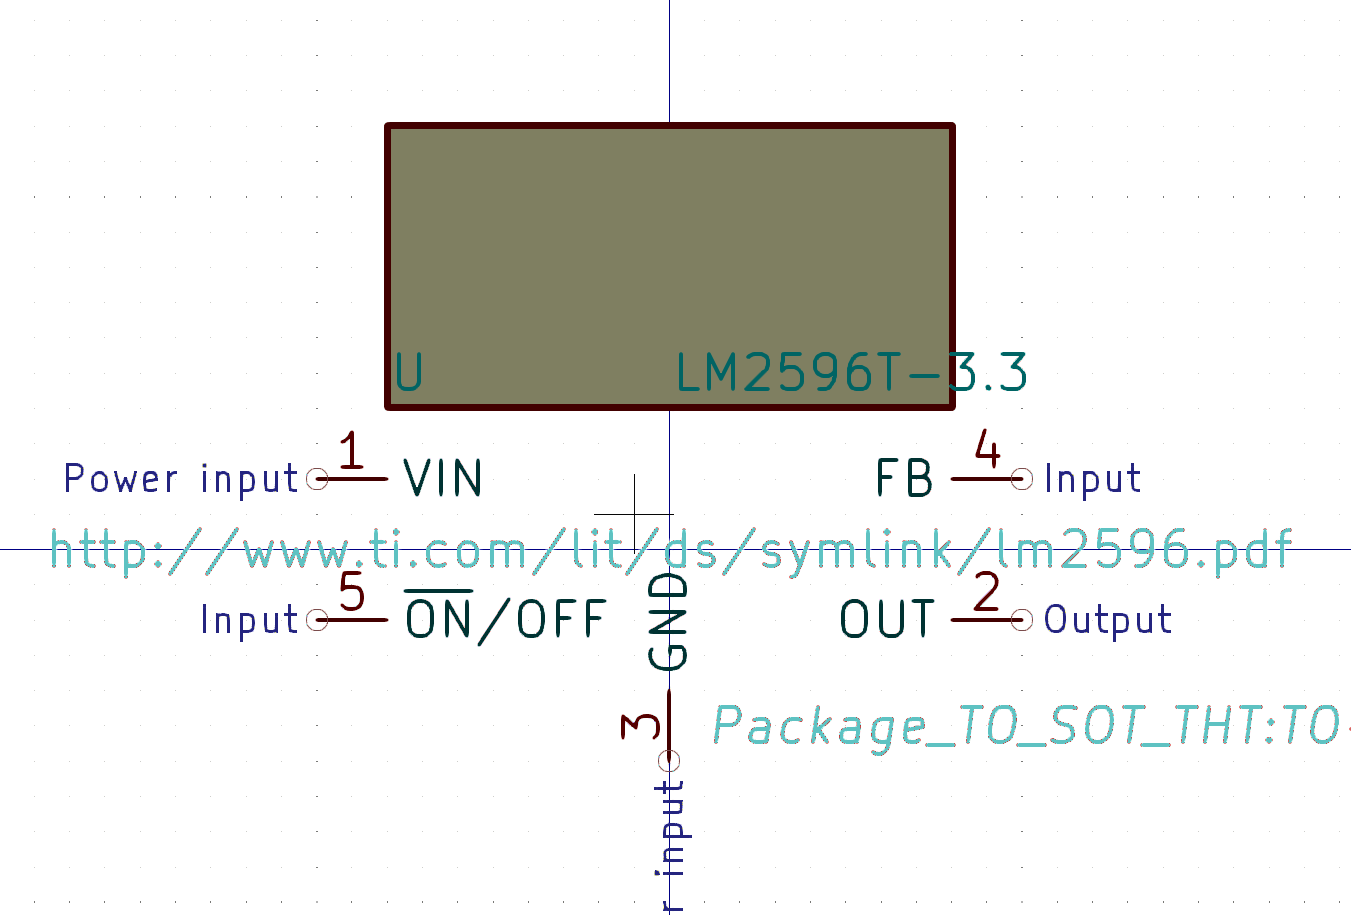 U LM2596T-3.3
1 4
Power input VIN FB Input
http://www.ti.com/lit/ds/symlink/lm2596.pdf
5 2
Input ON/OFF OUT Output
GND
3
Package_TO_SOT_THT:TO-
r input